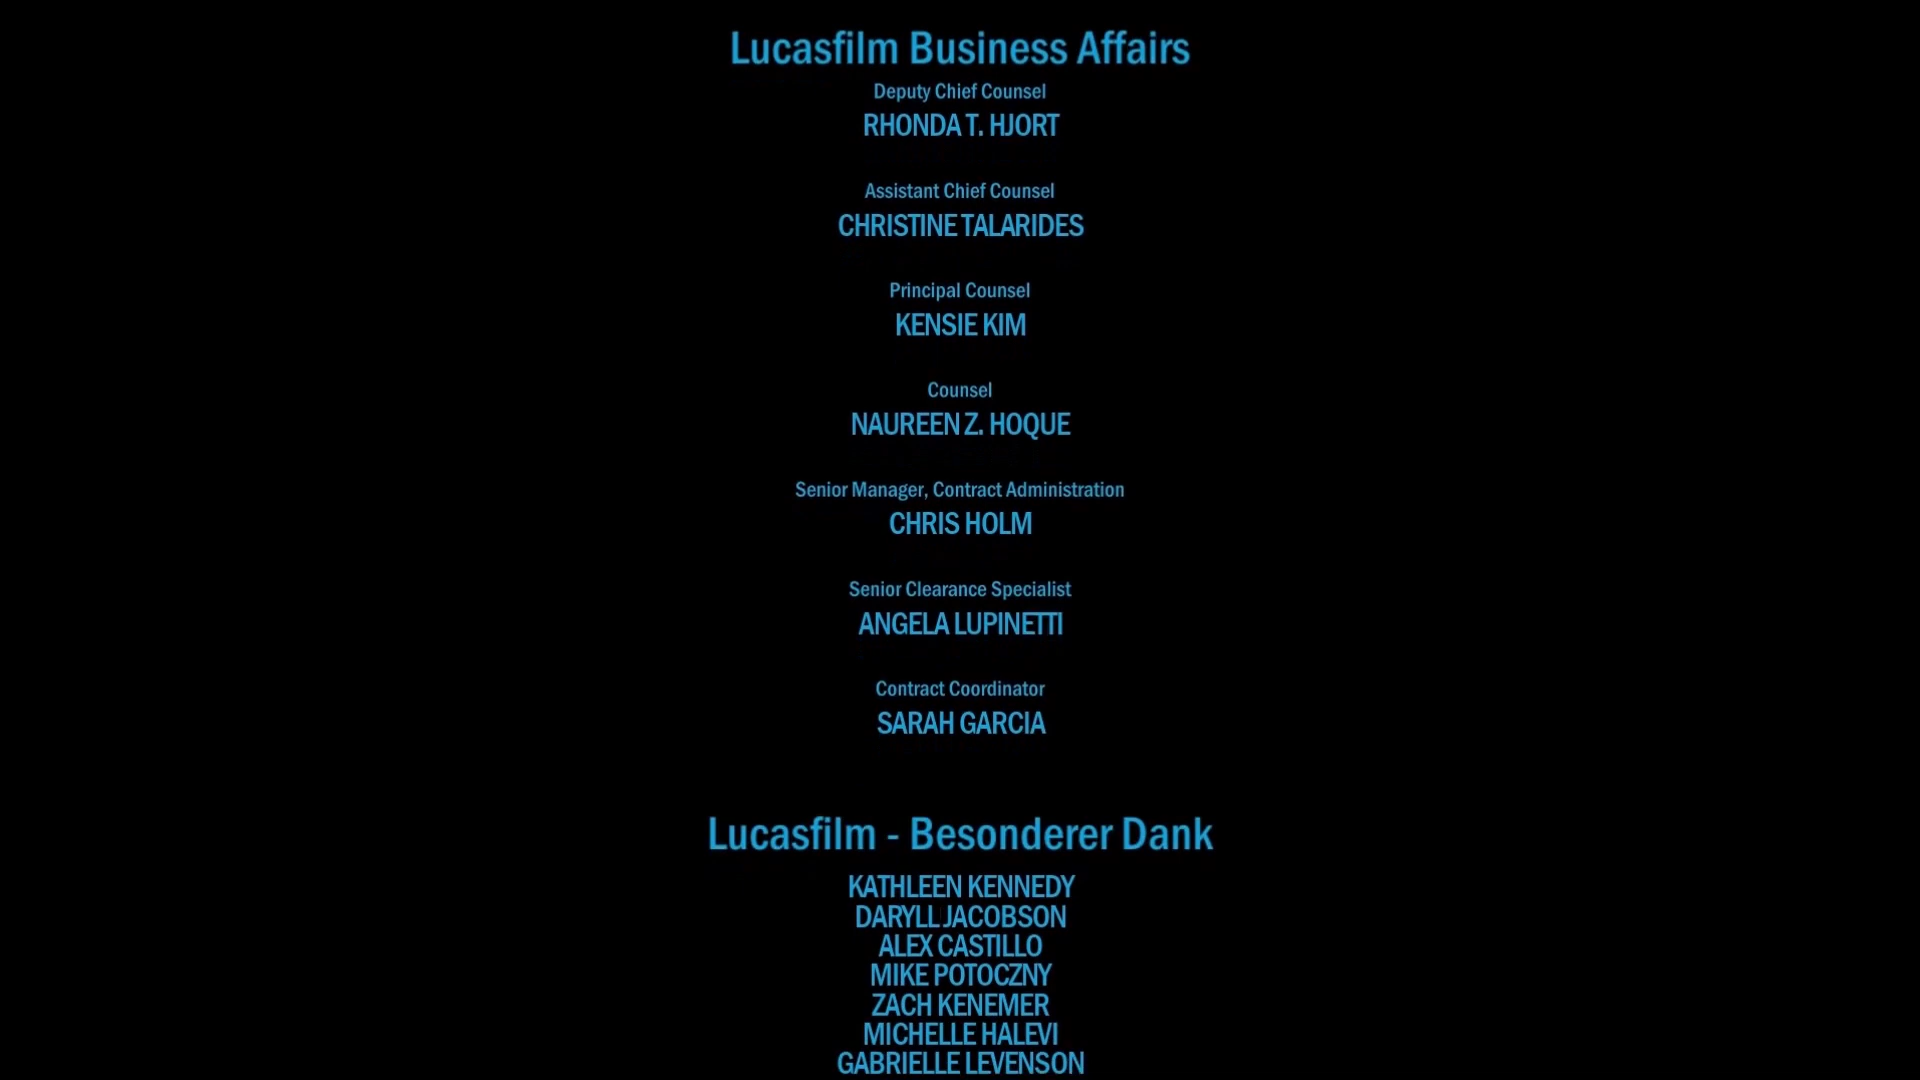 Lucasfilm Business Affairs
Deputy Chief Counsel
RHONDA T. HJORT
Assistant Chief Counsel
CHRISTINE TALARIDES
Principal Counsel
KENSIE KIM
Counsel
NAUREEN Z. HOQUE
Senior Manager, Contract Administration
CHRIS HOLM
Senior Clearance Specialist
ANGELA LUPINETTI
Contract Coordinator
SARAH GARCIA
Lucasfilm - Besonderer Dank
KATHLEEN KENNEDY
DARYLL JACOBSON
ALEX CASTILLO
MIKE POTOCZNY
ZACH KENEMER
MICHELLE HALEVI
GABRIELLE LEVENSON